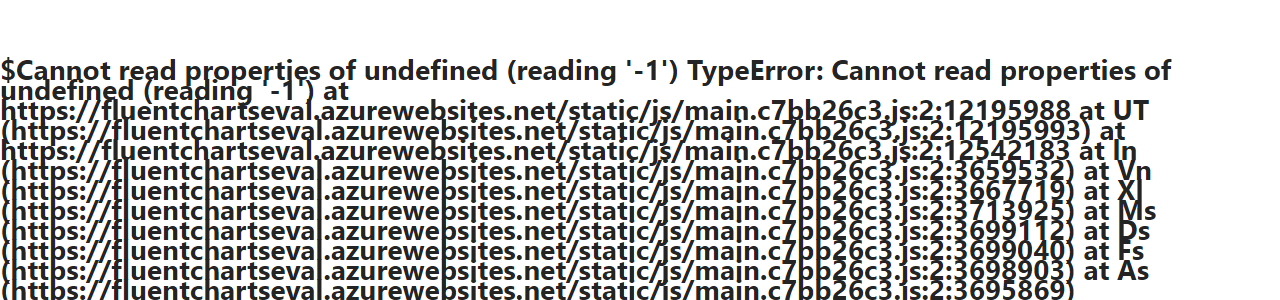 $Cannot read properties of undefined (reading '-1') TypeError: Cannot read properties of
undefined (reading '-1') at
https://fluentchartseval.azurewebsites.net/static/js/main.c7bb26c3.js:2:12195988 at UT
(https://fluentchartseval.azurewebsites.net/static/js/main.c7bb26c3.js:2:12195993) at
https://fluentchartseval.azurewebsites.net/static/js/main.c7bb26c3.js:2:12542183 at In
(https://fluentchartseval.azurewebsites.net/static/js/main.c7bb26c3.js:2:3659532) at Vn
(https://fluentchartseval.azurewebsites.net/static/js/main.c7bb26c3.js:2:3667719) at Xl
(https://fluentchartseval.azurewebsites.net/static/js/main.c7bb26c3.js:2:3713925) at Ms
(https://fluentchartseval.azurewebsites.net/static/js/main.c7bb26c3.js:2:3699112) at Ds
(https://fluentchartseval.azurewebsites.net/static/js/main.c7bb26c3.js:2:3699040) at Fs
(https://fluentchartseval.azurewebsites.net/static/js/main.c7bb26c3.js:2:3698903) at As
(https://fluentchartseval.azurewebsites.net/static/js/main.c7bb26c3.js:2:3695869)